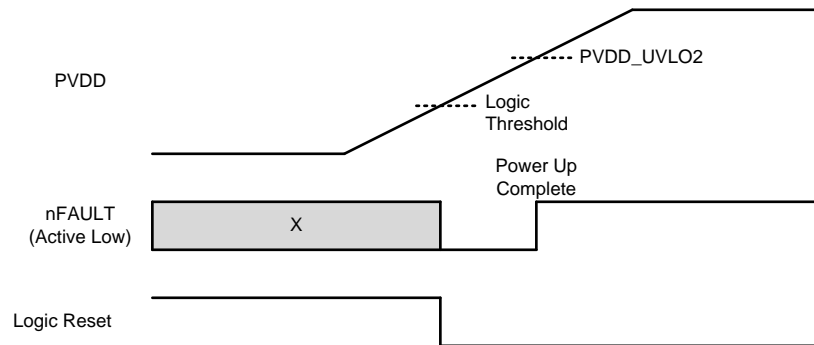 PVDD_UVLO2
PVDD
Logic
Threshold
Power Up
Complete
nFAULT
(Active Low)
X
Logic Reset